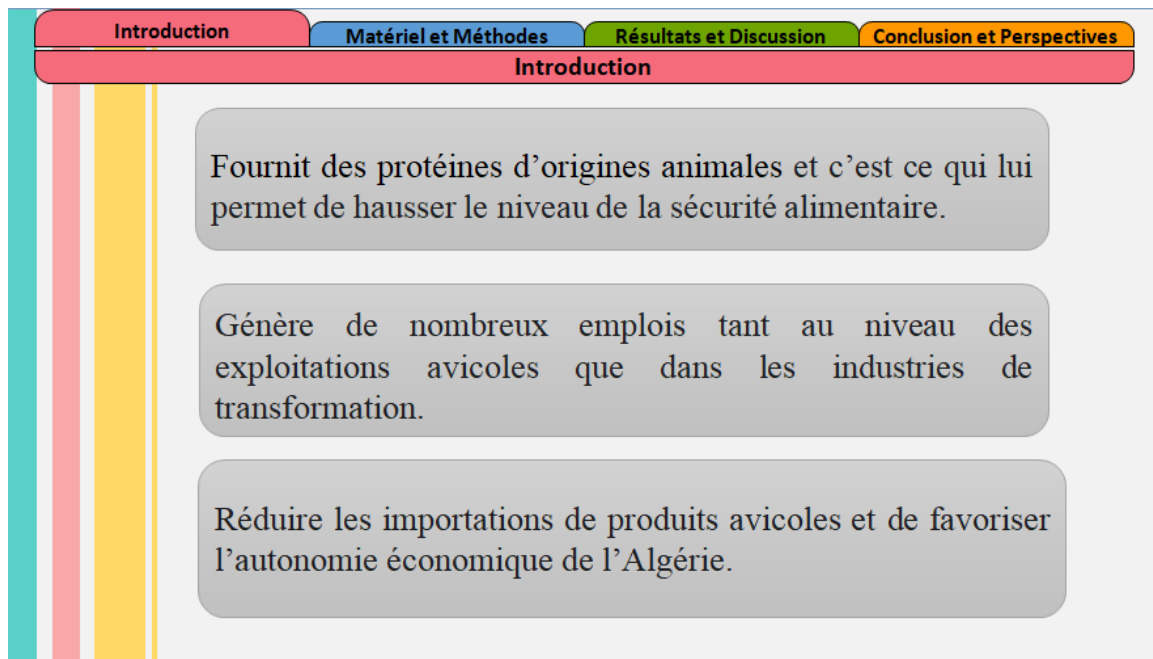 Introduction
Matériel et Méthodes
Résultats et Discussion
Conclusion et Perspectives
Introduction
Fournit des protéines d’origines animales et c’est ce qui lui
permet de hausser le niveau de la sécurité alimentaire.
Génère de nombreux emplois tant au niveau des
exploitations avicoles que dans les industries de
transformation.
Réduire les importations de produits avicoles et de favoriser
l’autonomie économique de l’Algérie.